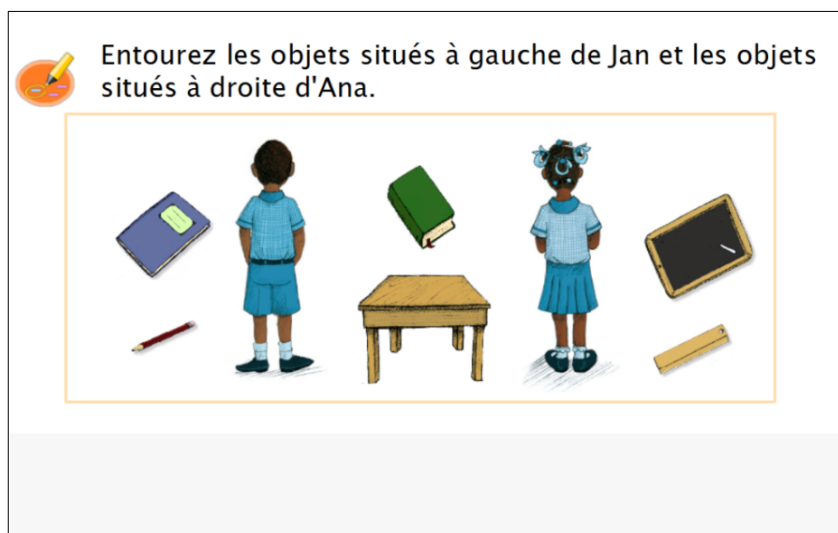 Entourez les objets situés à gauche de Jan et les objets
situés à droite d'Ana.